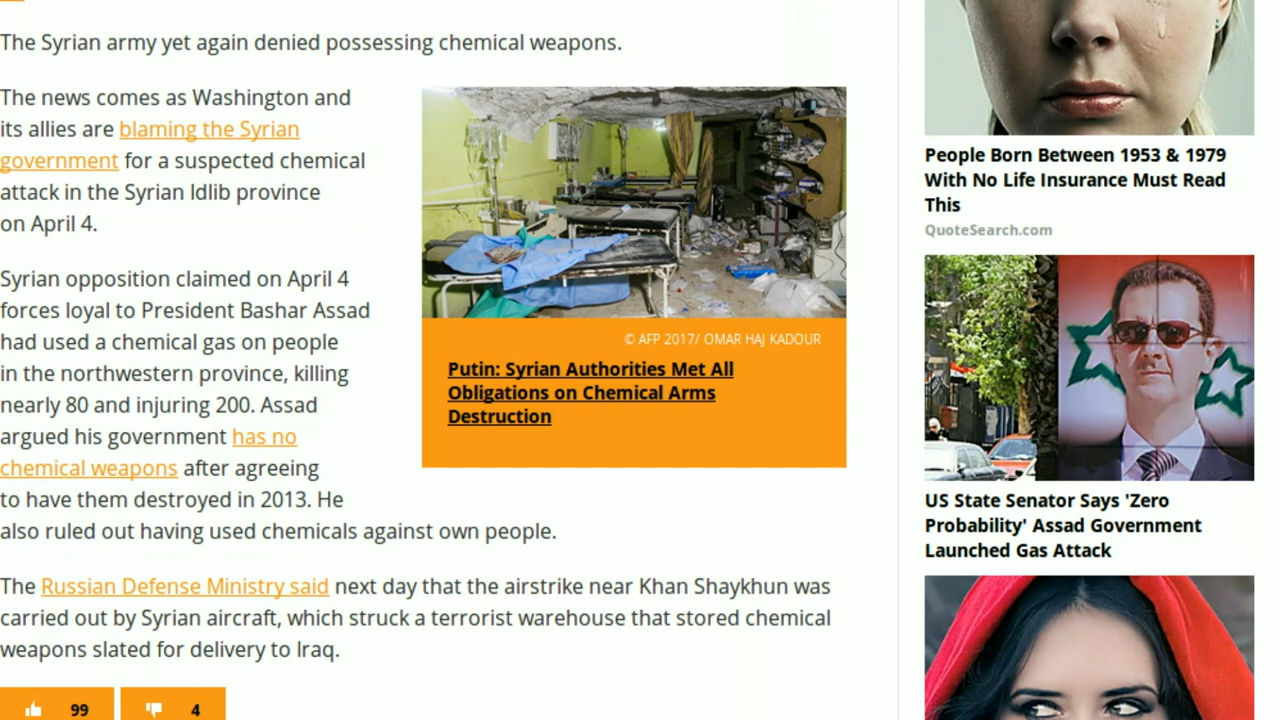 The Syrian army yet again denied possessing chemical weapons.
The news comes as Washington and
its allies are blaming the Syrian
government for a suspected chemical
attack in the Syrian Idlib province
on April 4.
Syrian opposition claimed on April 4
forces loyal to President Bashar Assad
had used a chemical gas on people
in the northwestern province, killing
nearly 80 and injuring 200. Assad
argued his government has no
chemical weapons after agreeing
to have them destroyed in 2013. He
also ruled out having used chemicals against own people.
© AFP 2017/ OMAR HAJ KADOUR
Putin: Syrian Authorities Met All
Obligations on Chemical Arms
Destruction
The Russian Defense Ministry said next day that the airstrike near Khan Shaykhun was
carried out by Syrian aircraft, which struck a terrorist warehouse that stored chemical
weapons slated for delivery to Iraq.
99
4
People Born Between 1953 & 1979
With No Life Insurance Must Read
This
QuoteSearch.com
US State Senator Says 'Zero
Probability' Assad Government
Launched Gas Attack